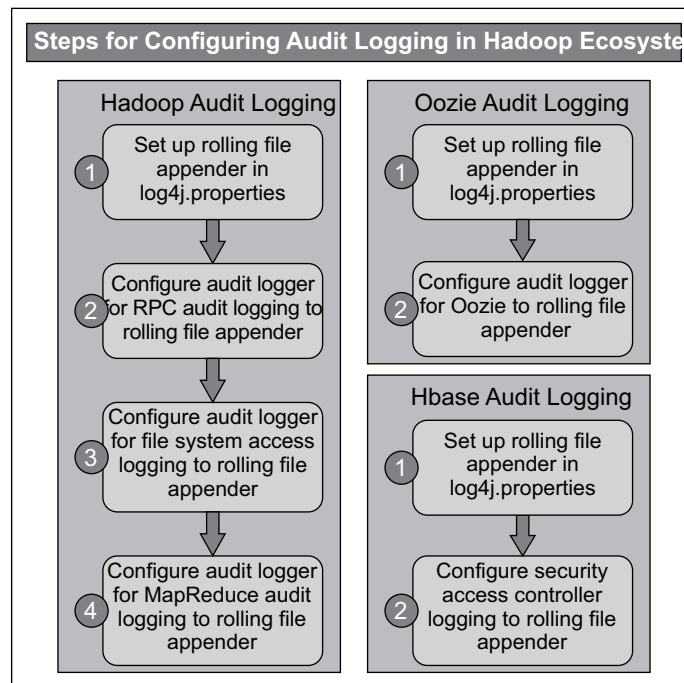 Steps for Configuring Audit Logging in Hadoop Ecosyste
Hadoop Audit Logging
1
Set up rolling file
appender in
log4j.properties
2
Configure audit logger
for RPC audit logging to
rolling file appender
3
Configure audit logger
for file system access
logging to rolling file
appender
4
Configure audit logger
for MapReduce audit
logging to rolling file
appender
Oozie Audit Logging
1
Set up rolling file
appender in
log4j.properties
2
Configure audit logger
for Oozie to rolling file
appender
Hbase Audit Logging
1
Set up rolling file
appender in
log4j.properties
2
Configure security
access controller
logging to rolling file
appender